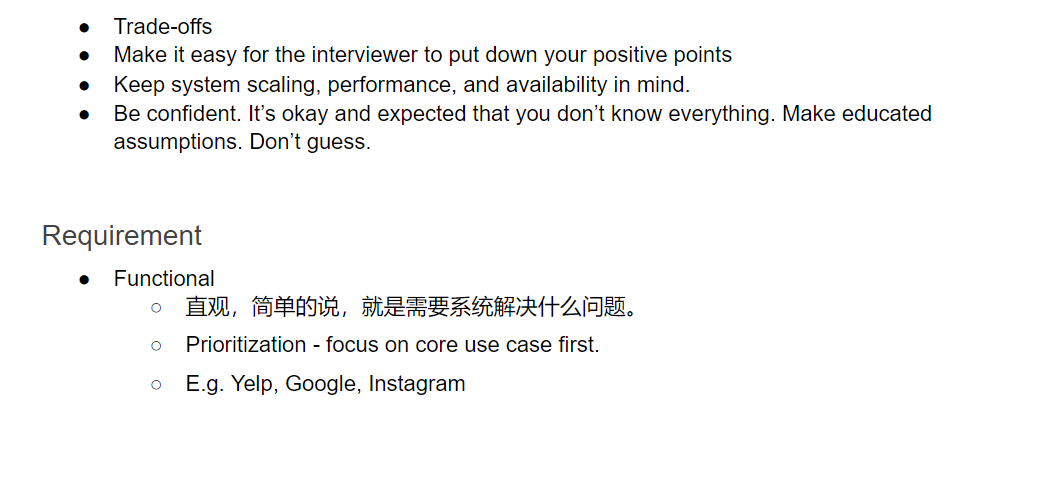 ● Trade-offs
● Make it easy for the interviewer to put down your positive points
● Keep system scaling, performance, and availability in mind.
● Be confident. It’s okay and expected that you don’t know everything. Make educated
assumptions. Don’t guess.
Requirement
● Functional
○ 直观，简单的说，就是需要系统解决什么问题。
○ Prioritization - focus on core use case first.
○ E.g. Yelp, Google, Instagram